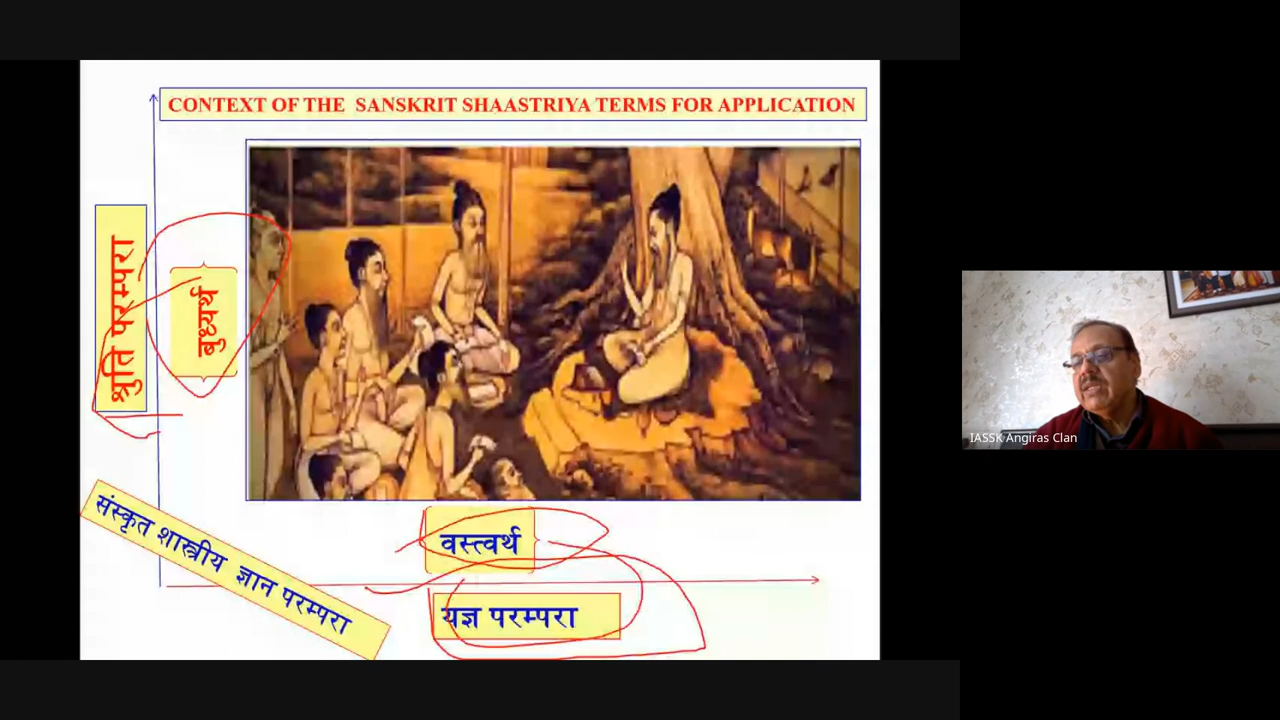 CONTEXT OF THE SANSKRIT SHAASTRIYA TERMS FOR APPLICATION
श्रुति परम्परा
बुध्यर्थ
वस्त्वर्थ
यज्ञ परम्परा
संस्कृत शास्त्रीय ज्ञान परम्परा
IASSK Angiras Clan